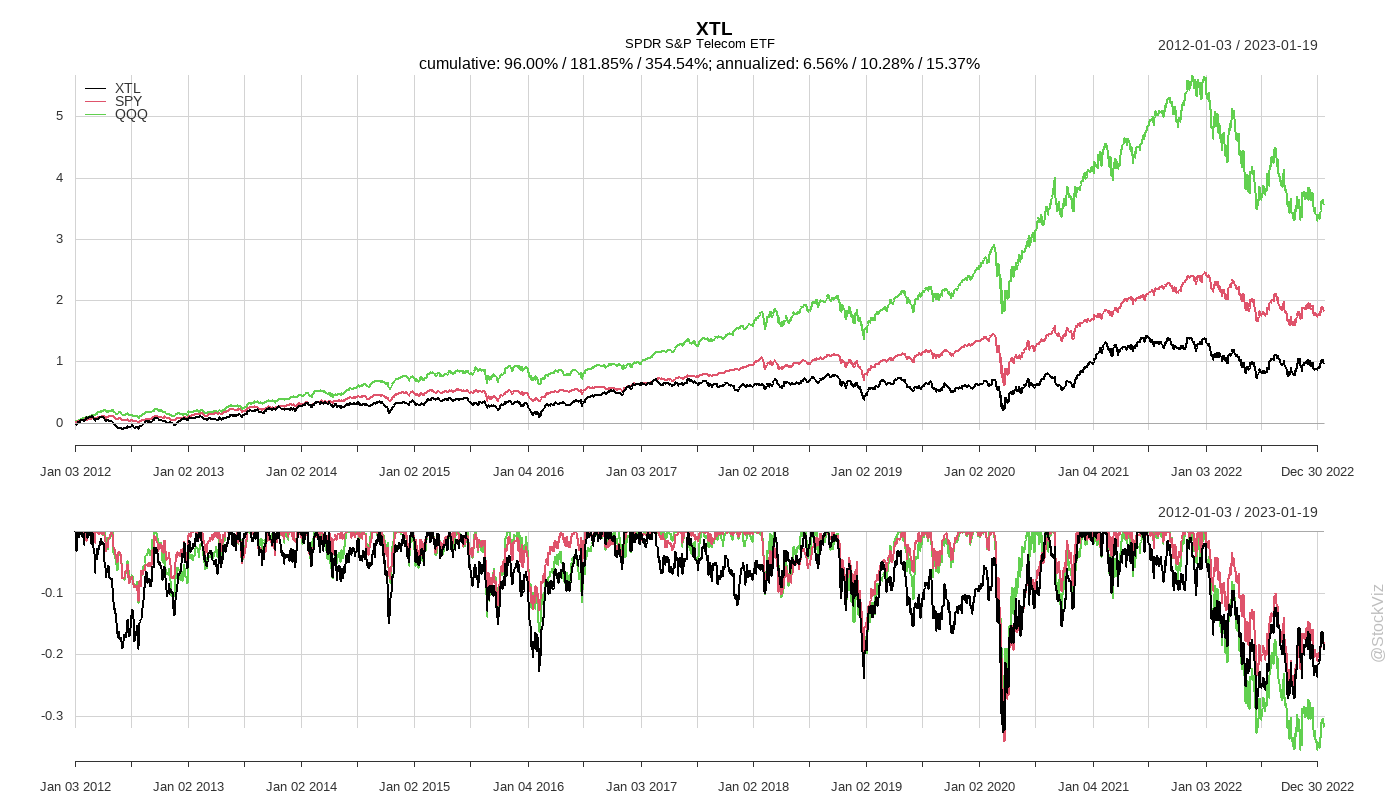 XTL
SPDR S&P Telecom ETF
2012-01-03 / 2023-01-19
cumulative: 96.00% / 181.85% / 354.54%; annualized: 6.56% / 10.28% / 15.37%
XTL
SPY
QQQ
5
4
3
2
1
0
Jan 03 2012 Jan 02 2013 Jan 02 2014 Jan 02 2015 Jan 04 2016 Jan 03 2017 Jan 02 2018 Jan 02 2019 Jan 02 2020 Jan 04 2021 Jan 03 2022 Dec 30 2022
2012-01-03 / 2023-01-19
-0.1
-0.2
-0.3
Jan 03 2012 Jan 02 2013 Jan 02 2014 Jan 02 2015 Jan 04 2016 Jan 03 2017 Jan 02 2018 Jan 02 2019 Jan 02 2020 Jan 04 2021 Jan 03 2022 Dec 30 2022
@StockViz